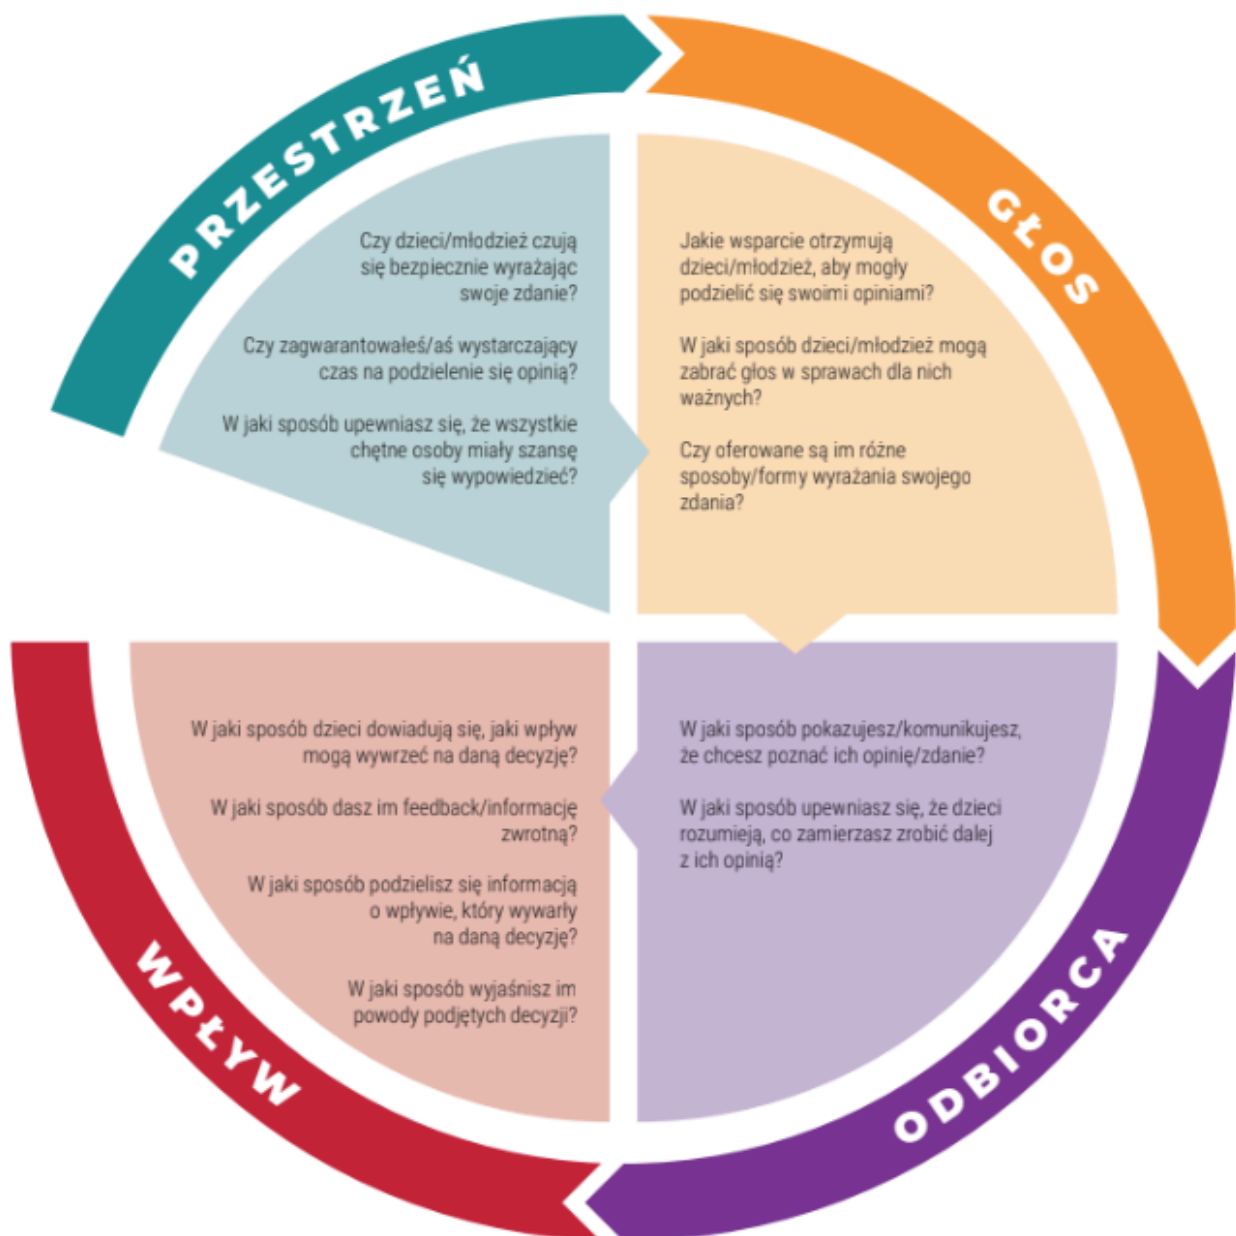 PRZESTRZEŃ
Czy dzieci/młodzież czują
się bezpiecznie wyrażając
swoje zdanie?
Czy zagwarantowałeś/aś wystarczający
czas na podzielenie się opinią?
W jaki sposób upewniasz się, że wszystkie
chętne osoby miały szansę
się wypowiedzieć?
GŁOS
Jakie wsparcie otrzymują
dzieci/młodzież, aby mogły
podzielić się swoimi opiniami?
W jaki sposób dzieci/młodzież mogą
zabrać głos w sprawach dla nich
ważnych?
Czy oferowane są im różne
sposoby/formy wyrażania swojego
zdania?
ODBIORCA
W jaki sposób pokazujesz/komunikujesz,
że chcesz poznać ich opinię/zdanie?
W jaki sposób upewniasz się, że dzieci
rozumieją, co zamierzasz zrobić dalej
z ich opinią?
WPŁYW
W jaki sposób dzieci dowiadują się, jaki wpływ
mogą wywrzeć na daną decyzję?
W jaki sposób dasz im feedback/informację
zwrotną?
W jaki sposób podzielisz się informacją
o wpływie, który wywarły
na daną decyzję?
W jaki sposób wyjaśnisz im
powody podjętych decyzji?